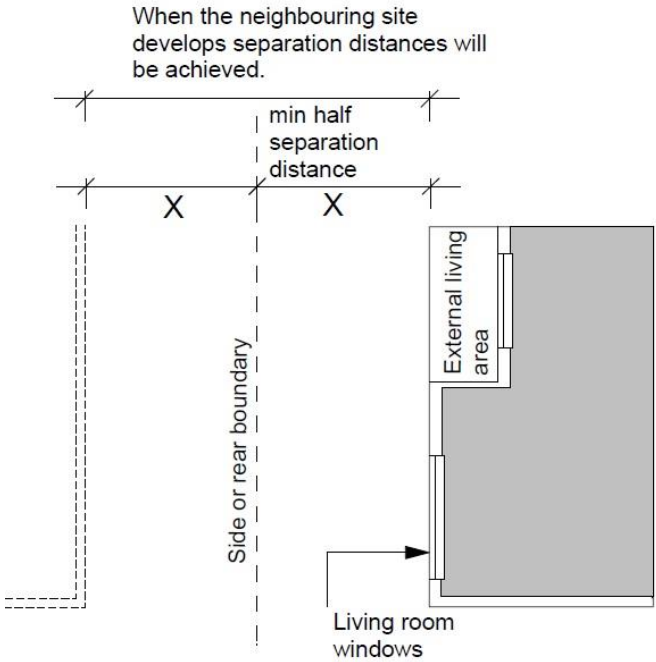 When the neighbouring site
develops separation distances will
be achieved.
min half
separation
distance
X
X
External living
area
Side or rear boundary
Living room
windows